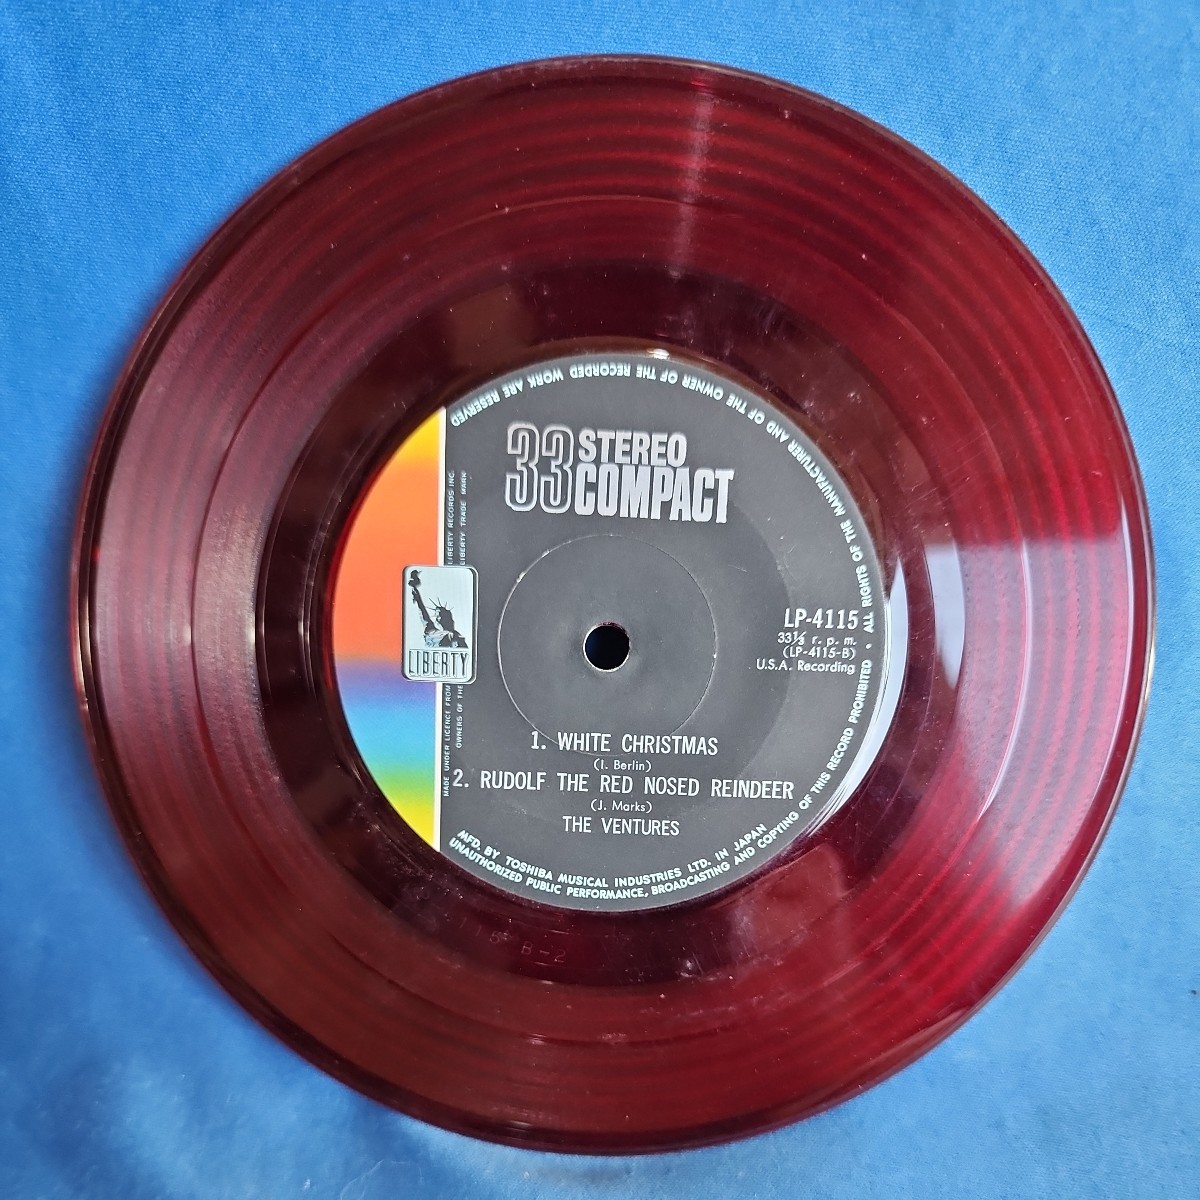 33 STEREO
COMPACT
LIBERTY
MADE UNDER LICENCE FROM LIBERTY RECORDS INC.
OWNERS OF THE LIBERTY TRADE MARK
LP-4115
33⅓ r. p. m.
(LP-4115-B)
U.S.A. Recording
1. WHITE CHRISTMAS
(I. Berlin)
2. RUDOLF THE RED NOSED REINDEER
(J. Marks)
THE VENTURES
MFD. BY TOSHIBA MUSICAL INDUSTRIES LTD. IN JAPAN
UNAUTHORIZED PUBLIC PERFORMANCE, BROADCASTING AND COPYING OF THIS RECORD PROHIBITED • ALL RIGHTS OF THE MANUFACTURER AND OF THE OWNER OF THE RECORDED WORK ARE RESERVED
B-2